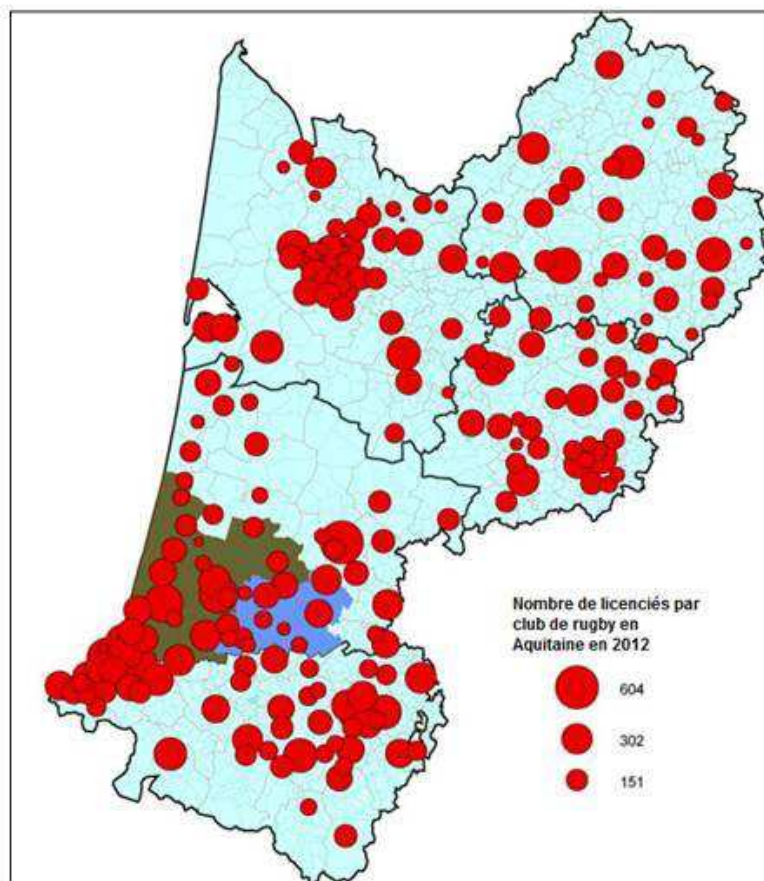 Nombre de licenciés par
club de rugby en
Aquitaine en 2012
604
302
151